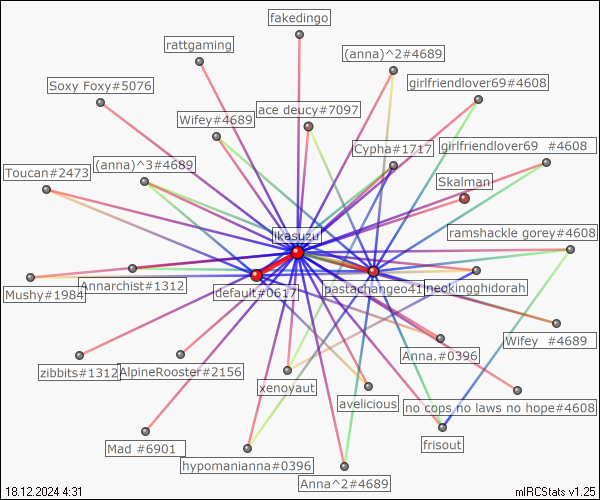 fakedingo
rattgaming
(anna)^2#4689
Soxy Foxy#5076
girlfriendlover69#4608
ace deucy#7097
Wifey#4689
Cypha#1717
girlfriendlover69 #4608
Toucan#2473
(anna)^3#4689
Skalman
ikasuzu
ramshackle gorey#4608
Annarchist#1312
Mushy#1984
default#0617
pastachangeo41
neokingghidorah
Wifey #4689
Anna.#0396
zibbits#1312
AlpineRooster#2156
xenoyaut
avelicious
no cops no laws no hope#4608
Mad #6901
frisout
hypomanianna#0396
Anna^2#4689
18.12.2024 4:31
mIRCStats v1.25